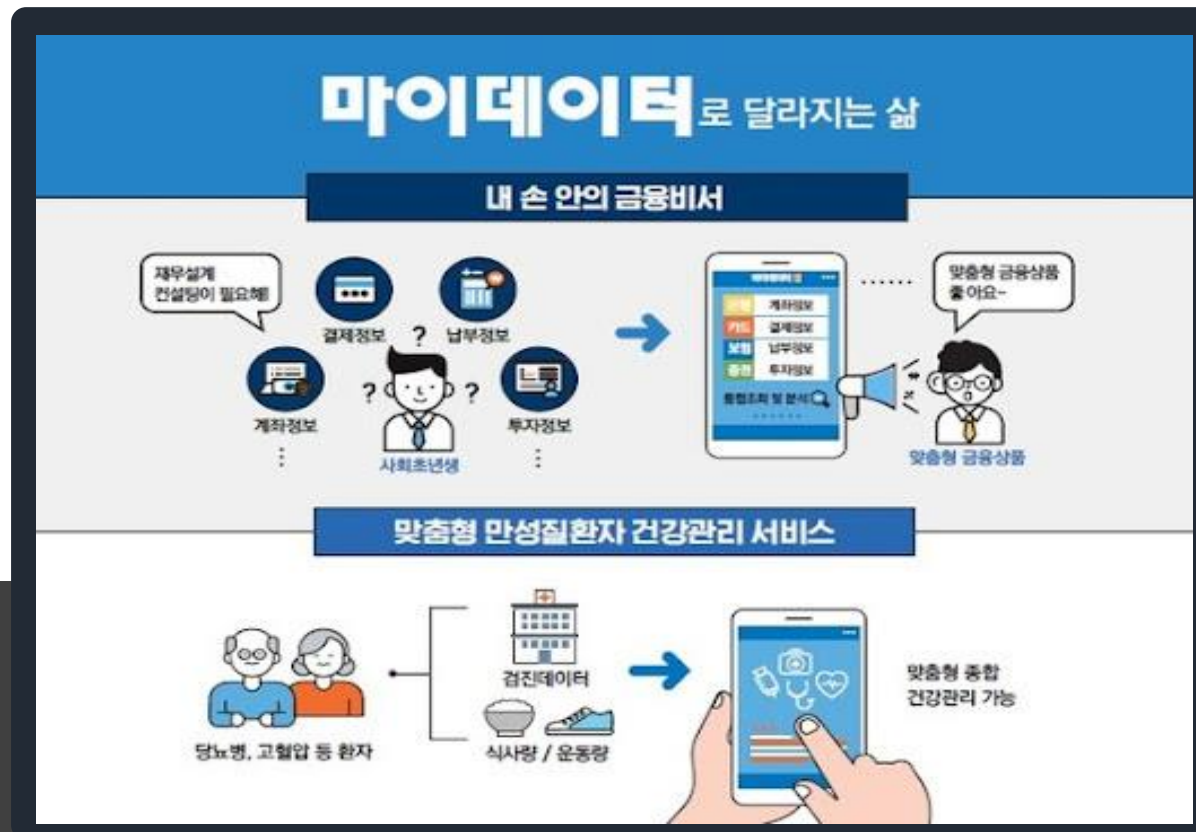 마이데이터로 달라지는 삶
내 손 안의 금융비서
재무설계
컨설팅이 필요해!
결제정보
납부정보
?
?
?
계좌정보
투자정보
사회초년생
계좌정보
카드 결제정보
보험 납부정보
증권 투자정보
통합조회 및 분석
맞춤형 금융상품
좋아요~
맞춤형 금융상품
맞춤형 만성질환자 건강관리 서비스
당뇨병, 고혈압 등 환자
검진데이터
식사량 / 운동량
맞춤형 종합
건강관리 가능